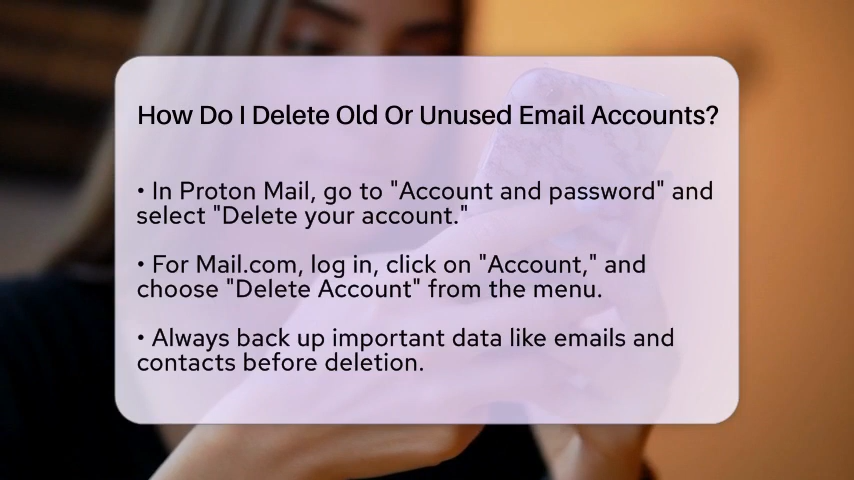 How Do I Delete Old Or Unused Email Accounts?
• In Proton Mail, go to "Account and password" and
select "Delete your account."
• For Mail.com, log in, click on "Account," and
choose "Delete Account" from the menu.
• Always back up important data like emails and
contacts before deletion.